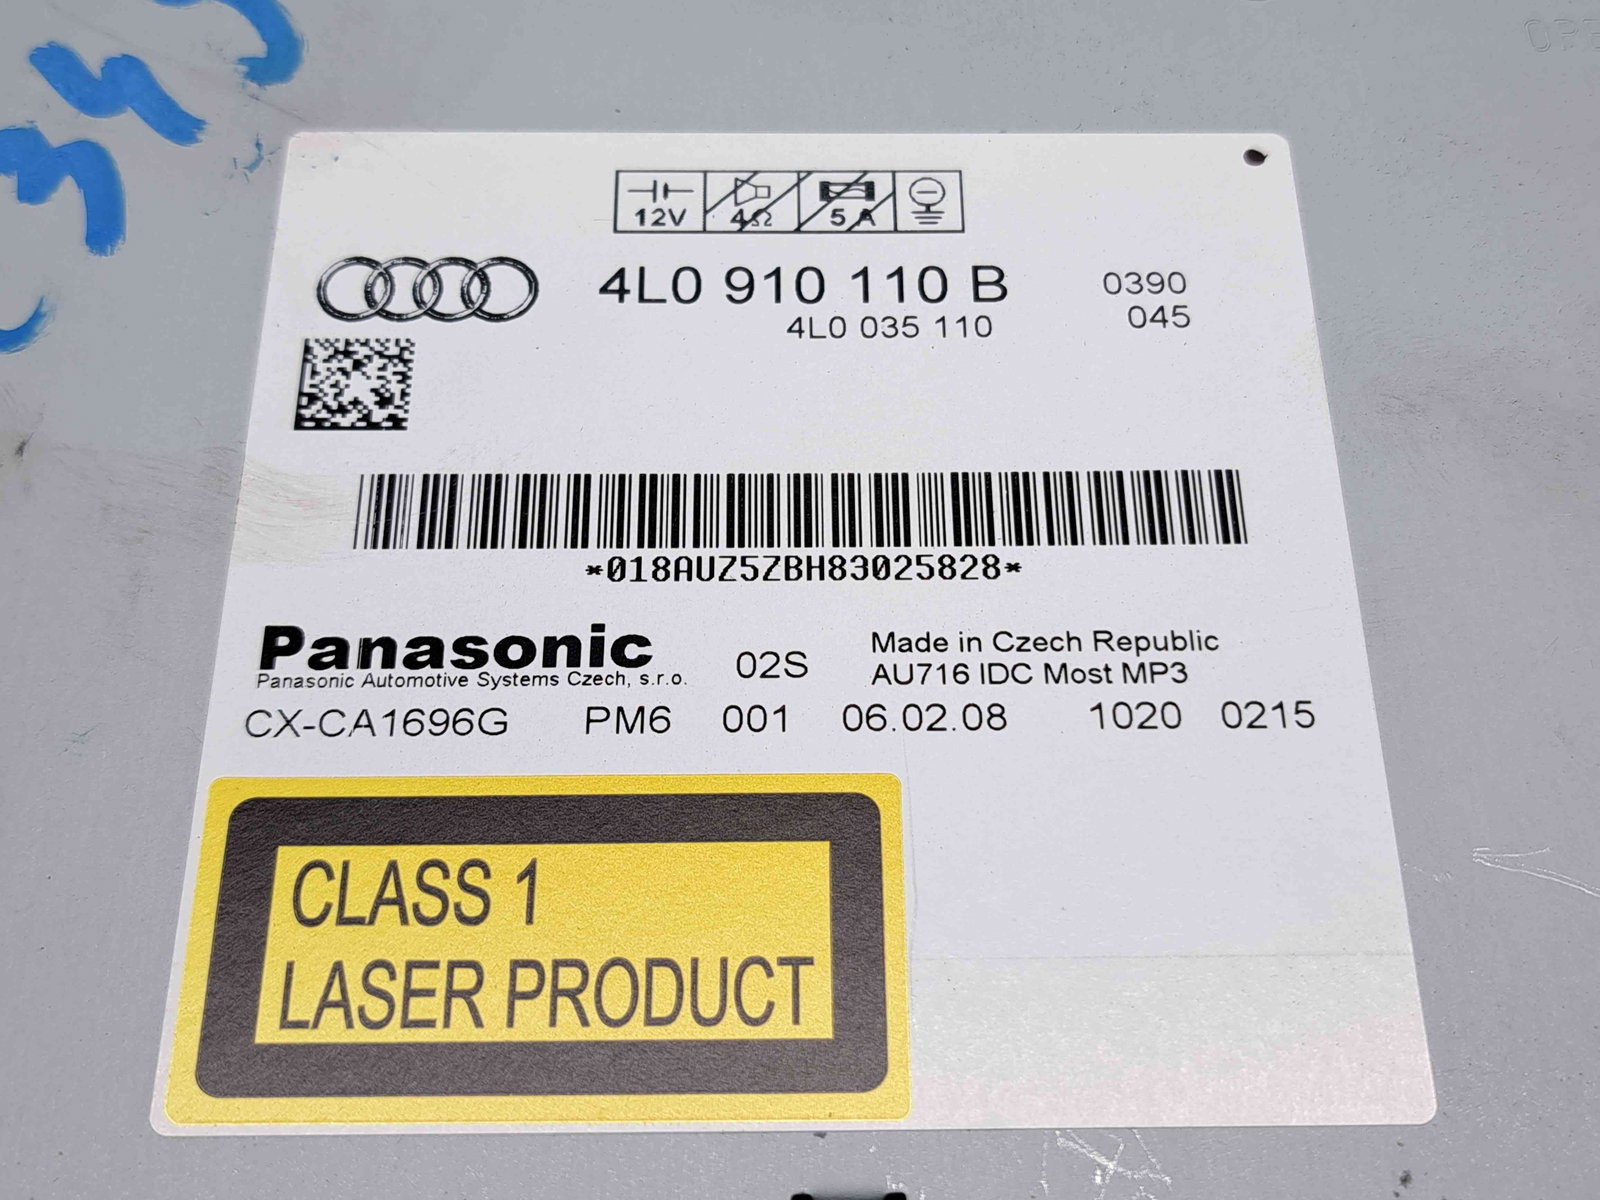 12V 4Ω 5 A
4L0 910 110 B 0390
4L0 035 110 045
*018AUZ5ZBH83025828*
Panasonic
Panasonic Automotive Systems Czech, s.r.o.
02S
Made in Czech Republic
AU716 IDC Most MP3
CX-CA1696G PM6 001 06.02.08 1020 0215
CLASS 1
LASER PRODUCT